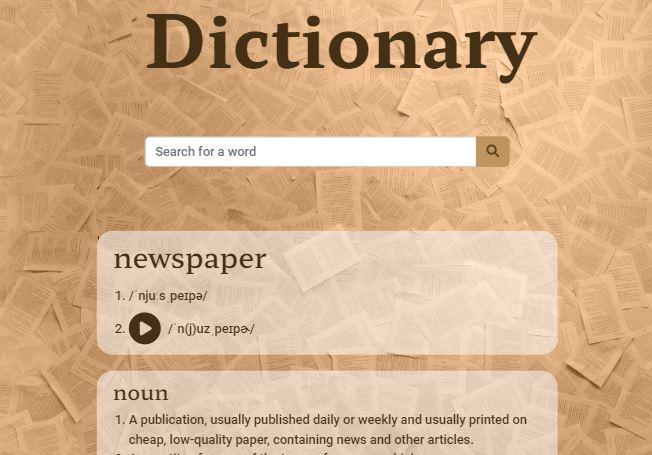 Dictionary
Search for a word
newspaper
1. /ˈnjuːsˌpeɪpə/
2. /ˈn(j)uzˌpeɪpɚ/
noun
1. A publication, usually published daily or weekly and usually printed on
cheap, low-quality paper, containing news and other articles.